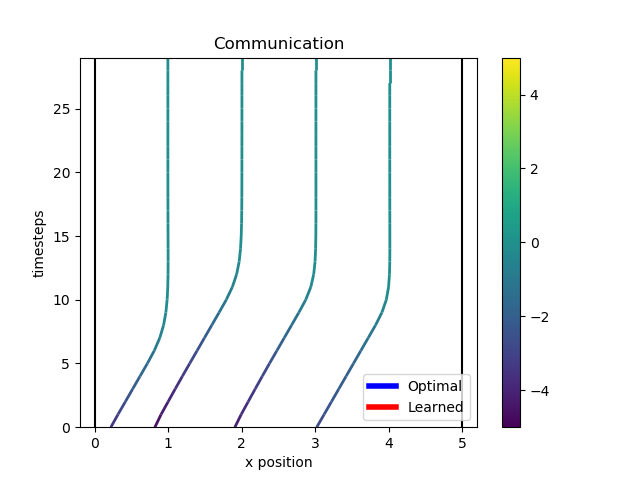 Communication
timesteps
25
20
15
10
5
0
0 1 2 3 4 5
x position
Optimal
Learned
4
2
0
−2
−4